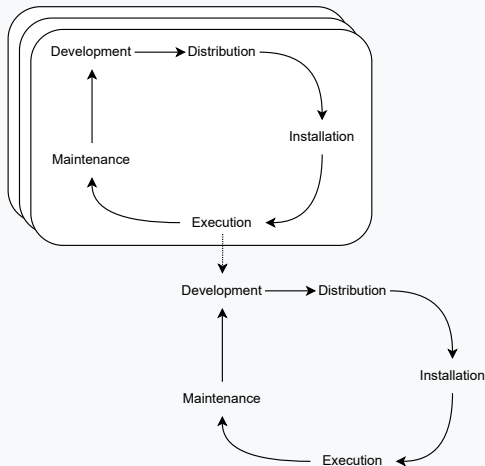 Development
Distribution
Installation
Maintenance
Execution
Development
Distribution
Installation
Maintenance
Execution